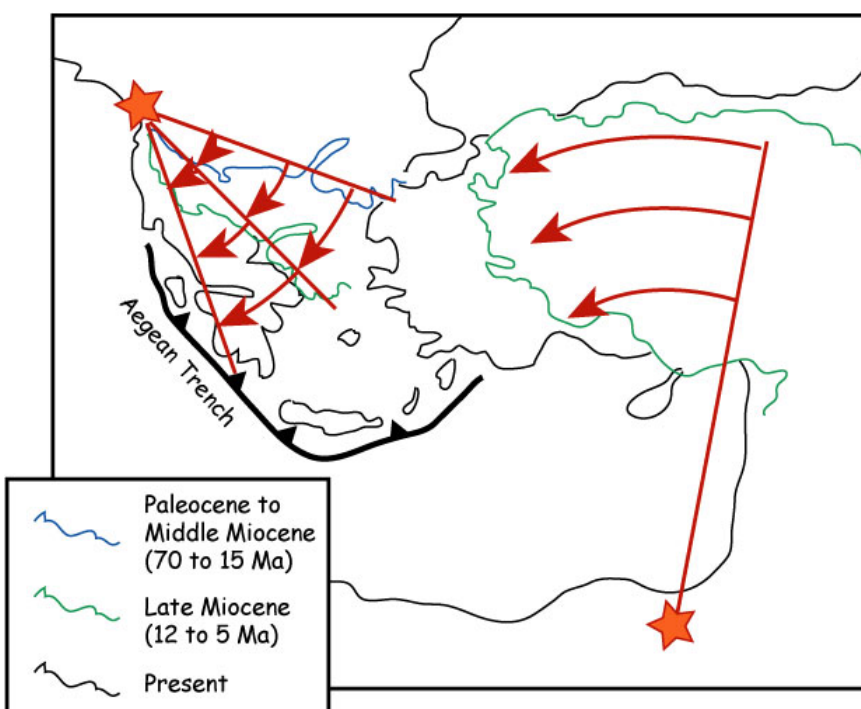 Aegean Trench
Paleocene to
Middle Miocene
(70 to 15 Ma)
Late Miocene
(12 to 5 Ma)
Present